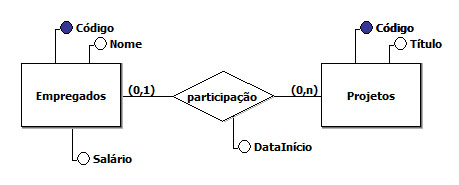 Código
Nome
Empregados
Salário
(0,1)
participação
DataInício
(0,n)
Código
Título
Projetos